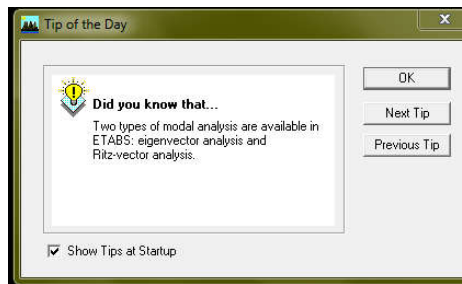 Tip of the Day
X
Did you know that...
Two types of modal analysis are available in
ETABS: eigenvector analysis and
Ritz-vector analysis.
OK
Next Tip
Previous Tip
Show Tips at Startup